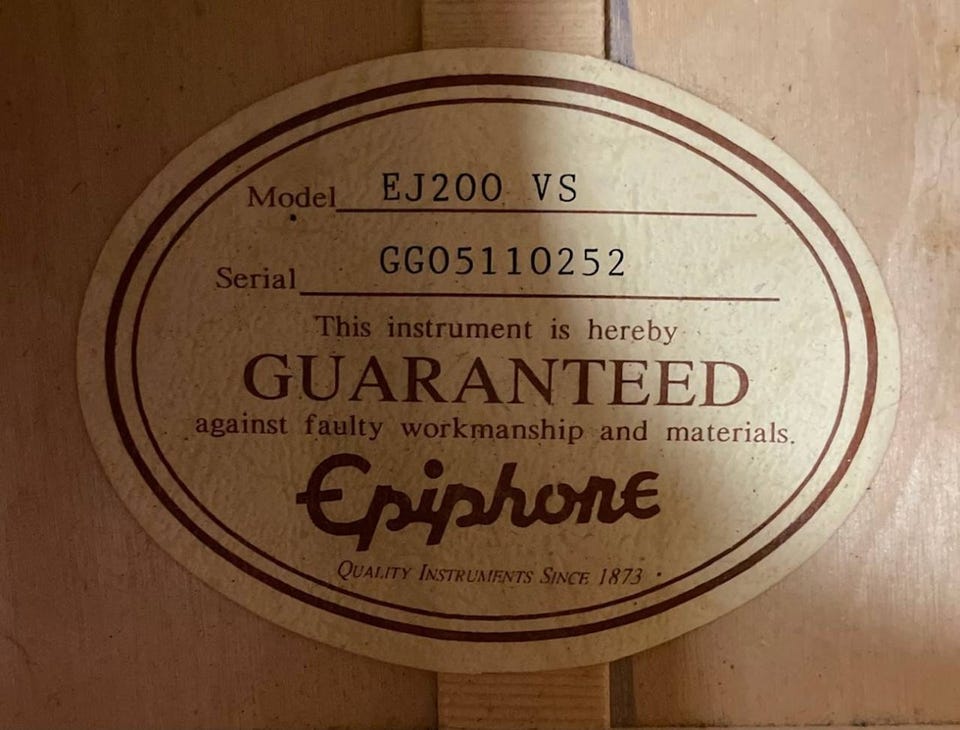 Model EJ200 VS
Serial GG05110252
This instrument is hereby
GUARANTEED
against faulty workmanship and materials.
Epiphone
QUALITY INSTRUMENTS SINCE 1873